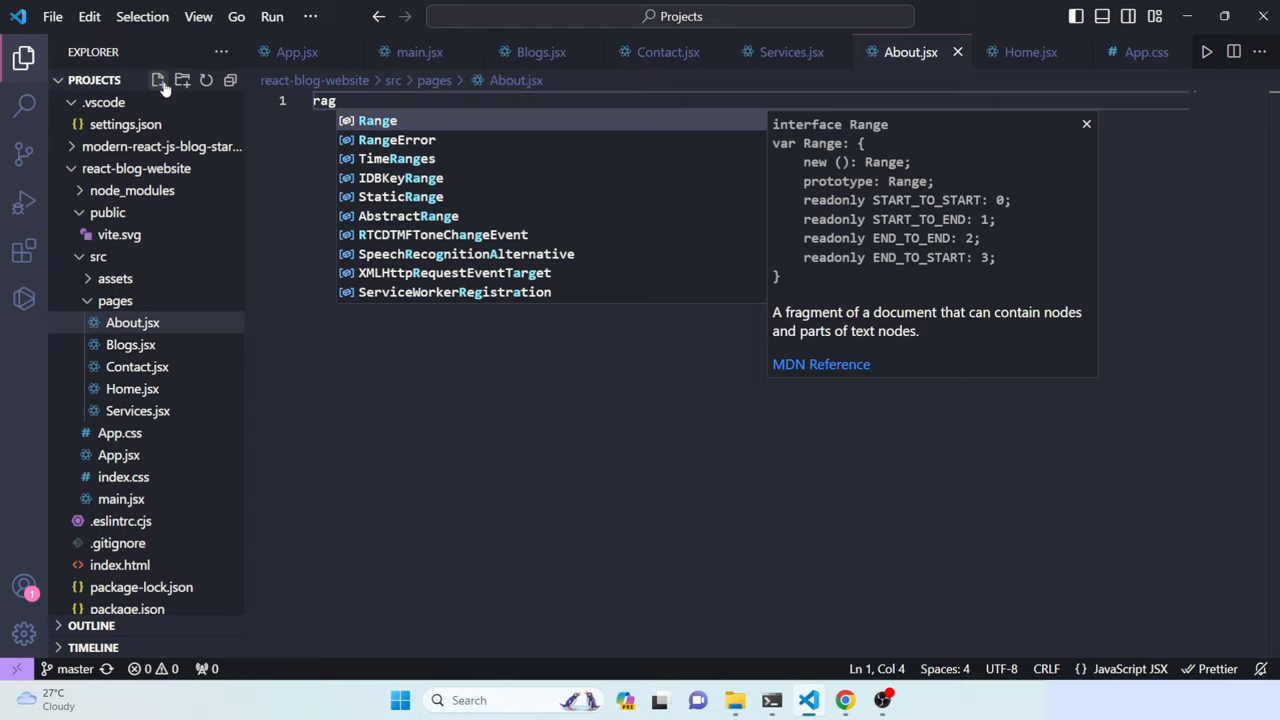 File Edit Selection View Go Run ··· Projects
EXPLORER ···
App.jsx main.jsx Blogs.jsx Contact.jsx Services.jsx About.jsx Home.jsx App.css ···
PROJECTS
react-blog-website > src > pages > About.jsx
.vscode
settings.json
modern-react-js-blog-star...
react-blog-website
node_modules
public
vite.svg
src
assets
pages
About.jsx
Blogs.jsx
Contact.jsx
Home.jsx
Services.jsx
App.css
App.jsx
index.css
main.jsx
.eslintrc.cjs
.gitignore
index.html
package-lock.json
package.json
OUTLINE
TIMELINE
1 rag
Range
RangeError
TimeRanges
IDBKeyRange
StaticRange
AbstractRange
RTCDTMFToneChangeEvent
SpeechRecognitionAlternative
XMLHttpRequestEventTarget
ServiceWorkerRegistration
interface Range
var Range: {
new (): Range;
prototype: Range;
readonly START_TO_START: 0;
readonly START_TO_END: 1;
readonly END_TO_END: 2;
readonly END_TO_START: 3;
}
A fragment of a document that can contain nodes
and parts of text nodes.
MDN Reference
1
master 0 0 0 Ln 1, Col 4 Spaces: 4 UTF-8 CRLF {} JavaScript JSX Prettier
27°C
Cloudy
Search
PRE